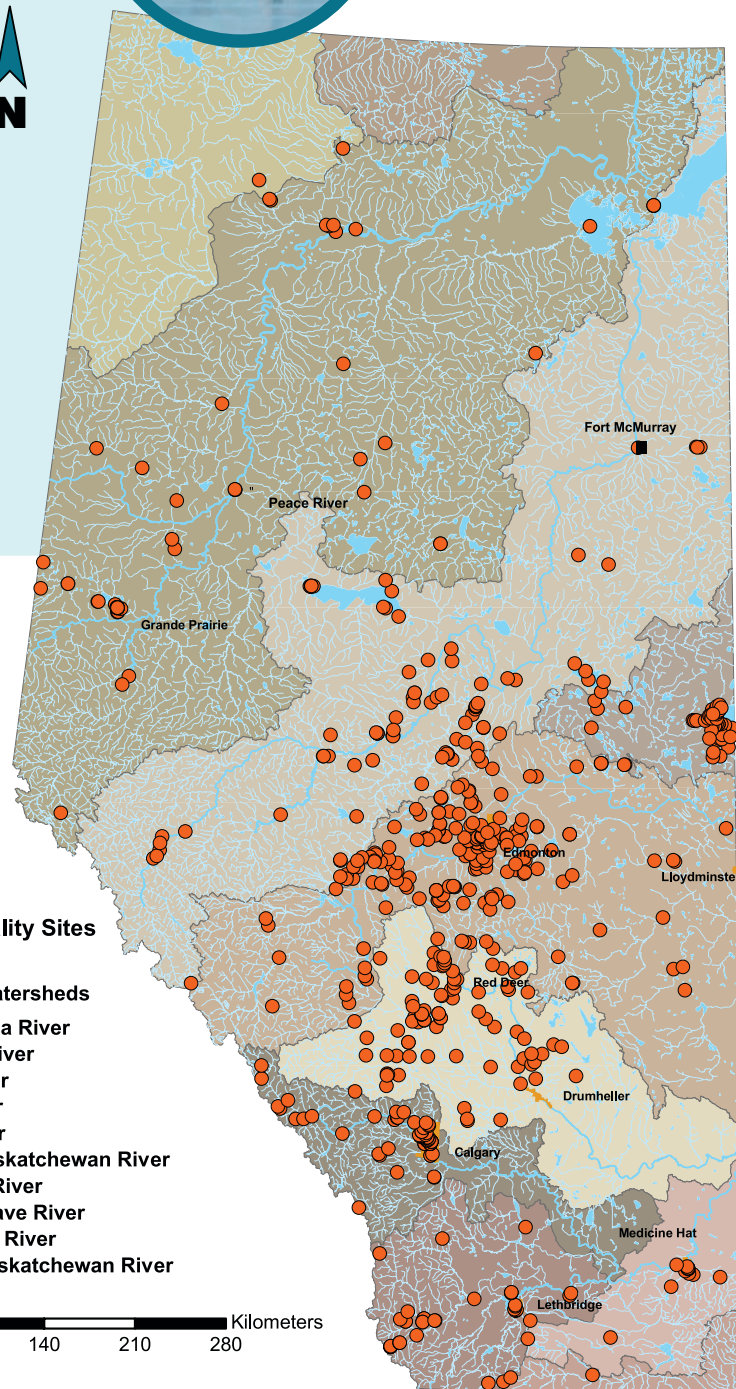 N
Fort McMurray
Peace River
Grande Prairie
Edmonton
Lloydminste
lity Sites
Red Deer
atersheds
a River
iver
r
r
r
skatchewan River
River
ave River
River
skatchewan River
Drumheller
Calgary
Medicine Hat
Lethbridge
Kilometers
140 210 280